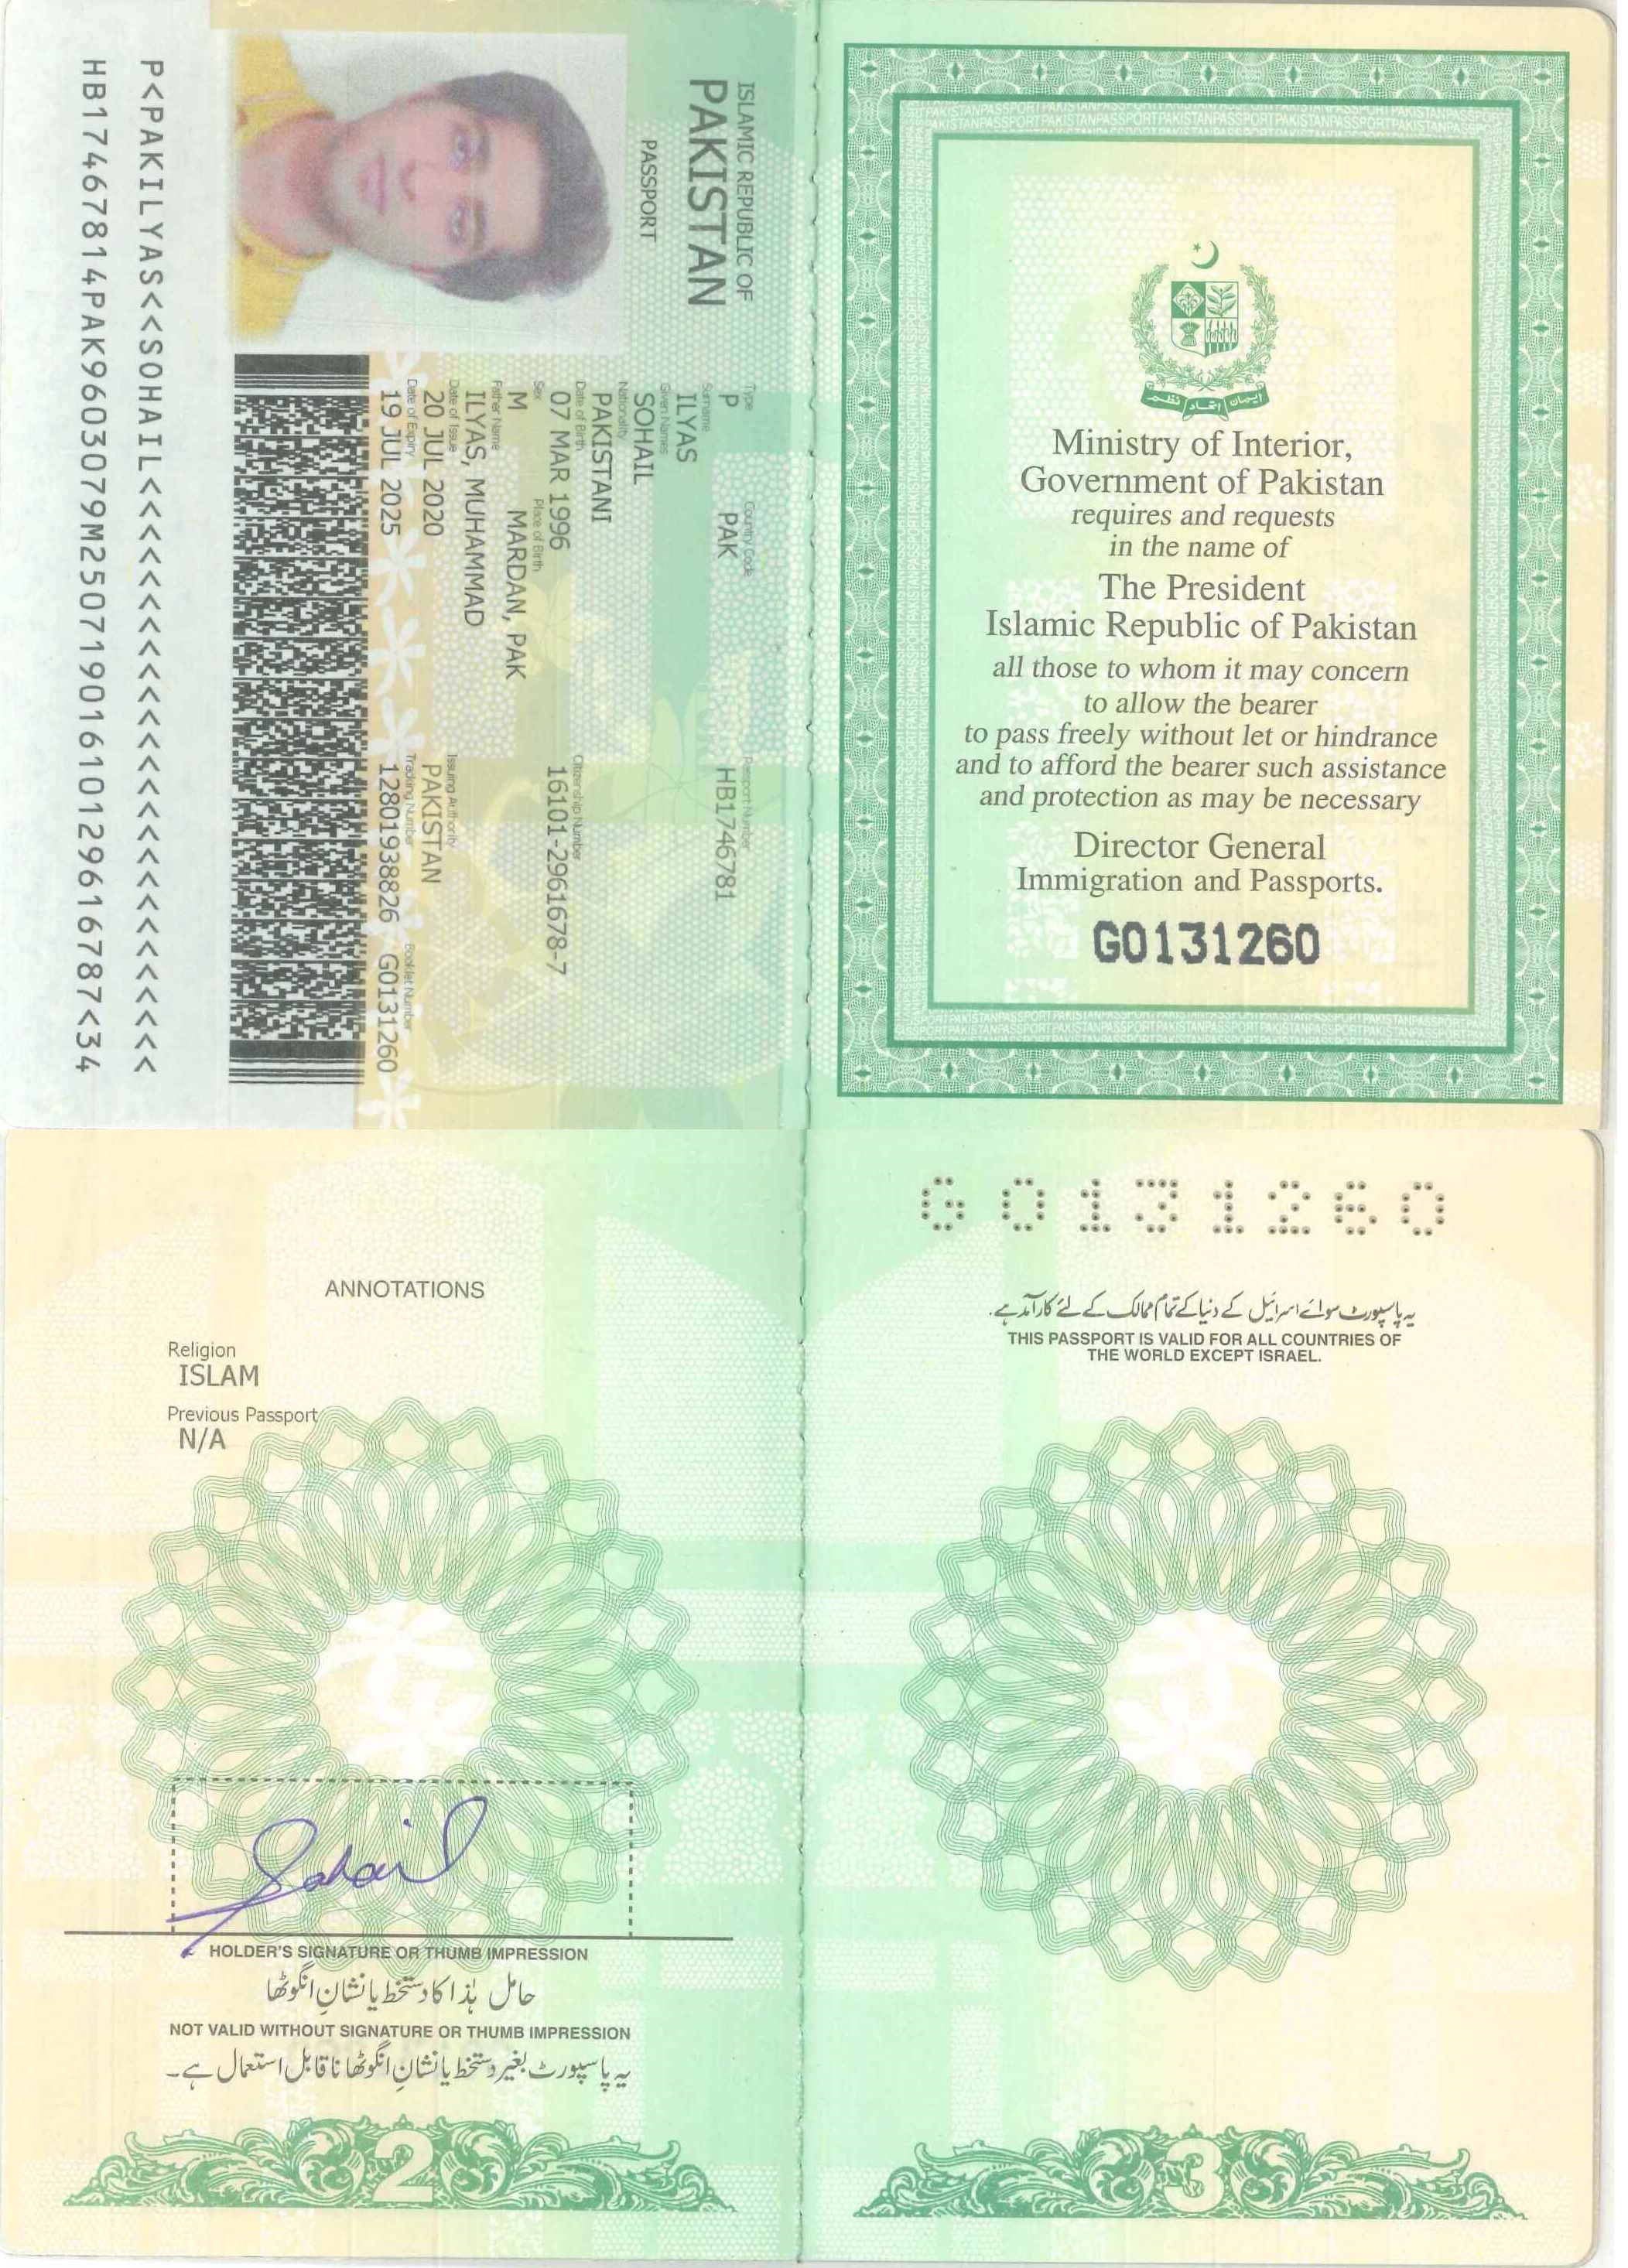 Ministry of Interior,
Government of Pakistan
requires and requests
in the name of
The President
Islamic Republic of Pakistan
all those to whom it may concern
to allow the bearer
to pass freely without let or hindrance
and to afford the bearer such assistance
and protection as may be necessary
Director General
Immigration and Passports.
G0131260
ISLAMIC REPUBLIC OF
PAKISTAN
PASSPORT
Type Country Code Passport Number
P PAK HB1746781
Surname
ILYAS
Given Names
SOHAIL
Nationality
PAKISTANI
Date of Birth Citizenship Number
07 MAR 1996 16101-2961678-7
Sex Place of Birth
M MARDAN, PAK
Father Name
ILYAS, MUHAMMAD
Date of Issue Issuing Authority
20 JUL 2020 PAKISTAN
Date of Expiry Tracking Number Booklet Number
19 JUL 2025 12801938826 G0131260
P<PAKILYAS<<SOHAIL<<<<<<<<<<<<<<<<<<<<<<<<<<
HB17467814PAK9603079M25071901610129616787<34
G0131260
یہ پاسپورٹ سوائے اسرائیل کے دنیا کے تمام ممالک کے لئے کارآمد ہے۔
THIS PASSPORT IS VALID FOR ALL COUNTRIES OF
THE WORLD EXCEPT ISRAEL.
3
ANNOTATIONS
Religion
ISLAM
Previous Passport
N/A
Sohail
HOLDER'S SIGNATURE OR THUMB IMPRESSION
حامل ہٰذا کا دستخط یا نشانِ انگوٹھا
NOT VALID WITHOUT SIGNATURE OR THUMB IMPRESSION
یہ پاسپورٹ بغیر دستخط یا نشانِ انگوٹھا ناقابل استعمال ہے۔
2